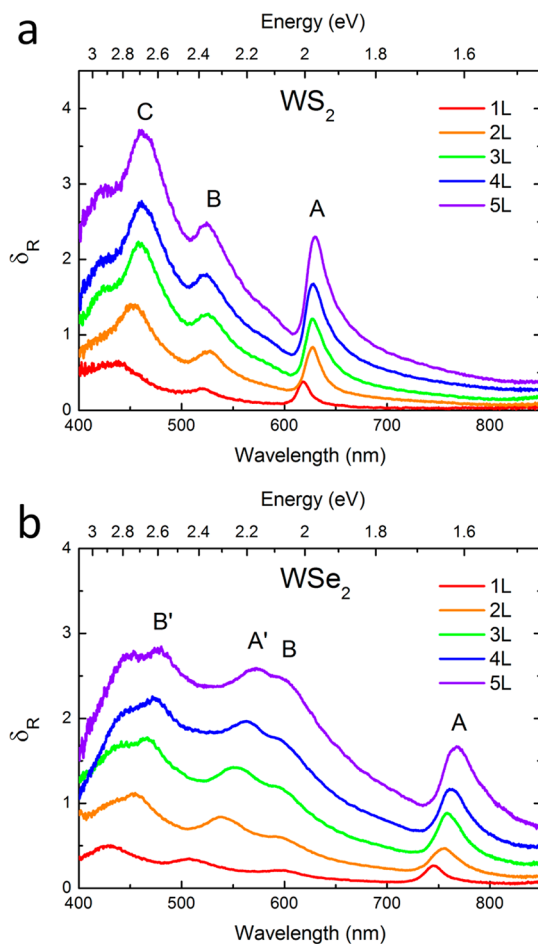 a
Energy (eV)
3 2.8 2.6 2.4 2.2 2 1.8 1.6
WS₂
C
B
A
1L
2L
3L
4L
5L
δR
4
3
2
1
0
400 500 600 700 800
Wavelength (nm)
b
Energy (eV)
3 2.8 2.6 2.4 2.2 2 1.8 1.6
WSe₂
B'
A'
B
A
1L
2L
3L
4L
5L
δR
4
3
2
1
0
400 500 600 700 800
Wavelength (nm)